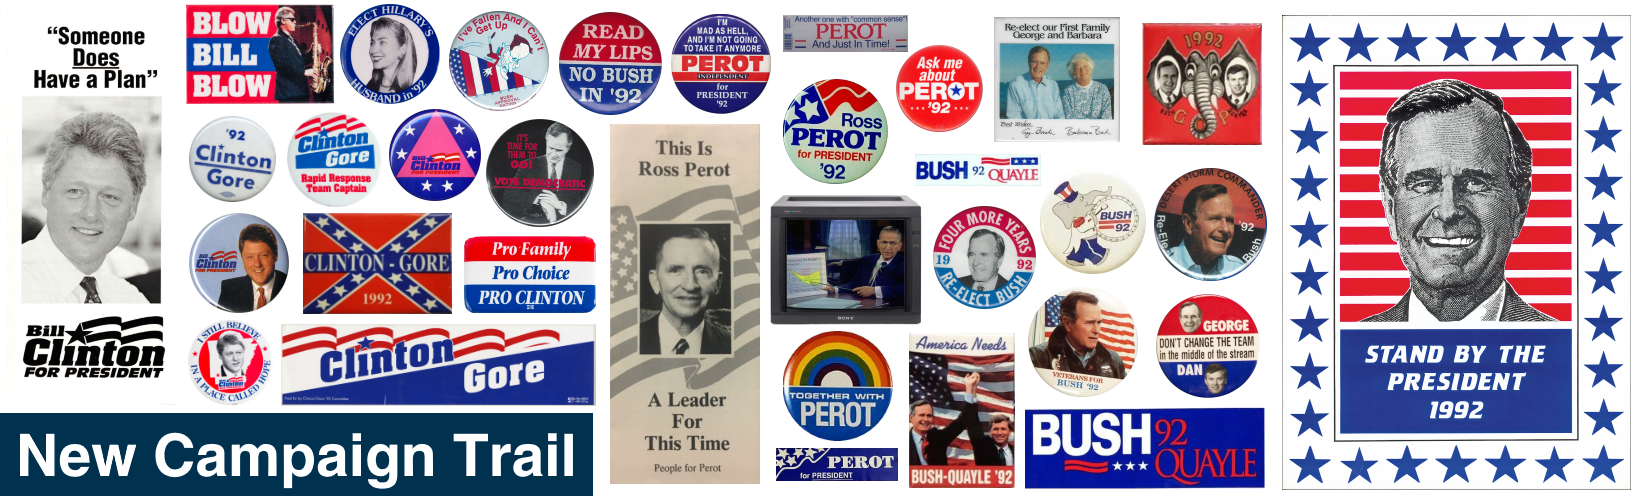 “Someone
Does
Have a Plan”
Bill
Clinton
FOR PRESIDENT
New Campaign Trail
BLOW
BILL
BLOW
ELECT HILLARY'S
HUSBAND in '92
I've Fallen And I Can't
Get Up
READ
MY LIPS
NO BUSH
IN '92
I'M
MAD AS HELL,
AND I'M NOT GOING
TO TAKE IT ANYMORE
PEROT
INDEPENDENT
for
PRESIDENT
'92
'92
Clinton
Gore
Clinton
Gore
Rapid Response
Team Captain
Bill
Clinton
FOR PRESIDENT
IT'S
TIME FOR
THEM TO
GO!
VOTE DEMOCRATIC
Bill
Clinton
FOR PRESIDENT
CLINTON - GORE
1992
Pro Family
Pro Choice
PRO CLINTON
I STILL BELIEVE
IN A PLACE CALLED HOPE
Clinton
Gore
This Is
Ross Perot
A Leader
For
This Time
People for Perot
Another one with "common sense"!
PEROT
And Just In Time!
Ask me
about
PEROT
'92
Ross
PEROT
for PRESIDENT
'92
SONY
TOGETHER WITH
PEROT
PEROT
for PRESIDENT
Re-elect our First Family
George and Barbara
Best Wishes,
1992
G P
BUSH 92 QUAYLE
FOUR MORE YEARS
19 92
RE-ELECT BUSH
BUSH
92
DESERT STORM COMMANDER
Re-Elect Bush
'92
America Needs
BUSH-QUAYLE '92
VETERANS FOR
BUSH '92
GEORGE
DON'T CHANGE THE TEAM
in the middle of the stream
DAN
BUSH 92
QUAYLE
STAND BY THE
PRESIDENT
1992